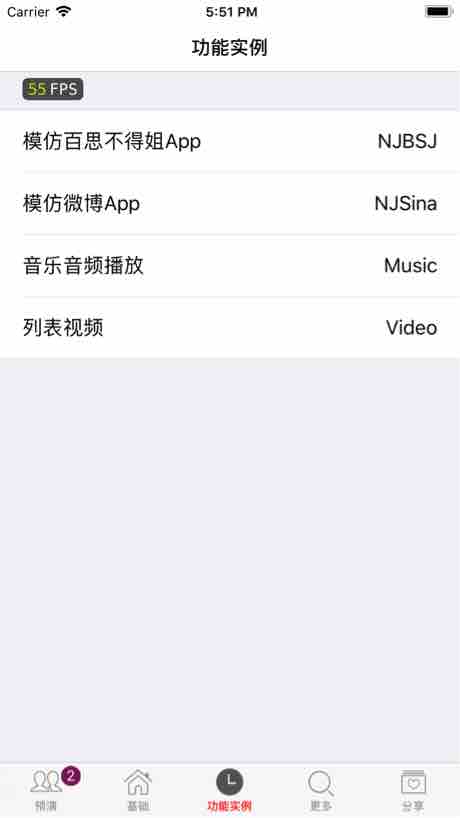 Carrier 5:51 PM
功能实例
55 FPS
模仿百思不得姐App NJBSJ
模仿微博App NJSina
音乐音频播放 Music
列表视频 Video
2
预演 基础 功能实例 更多 分享